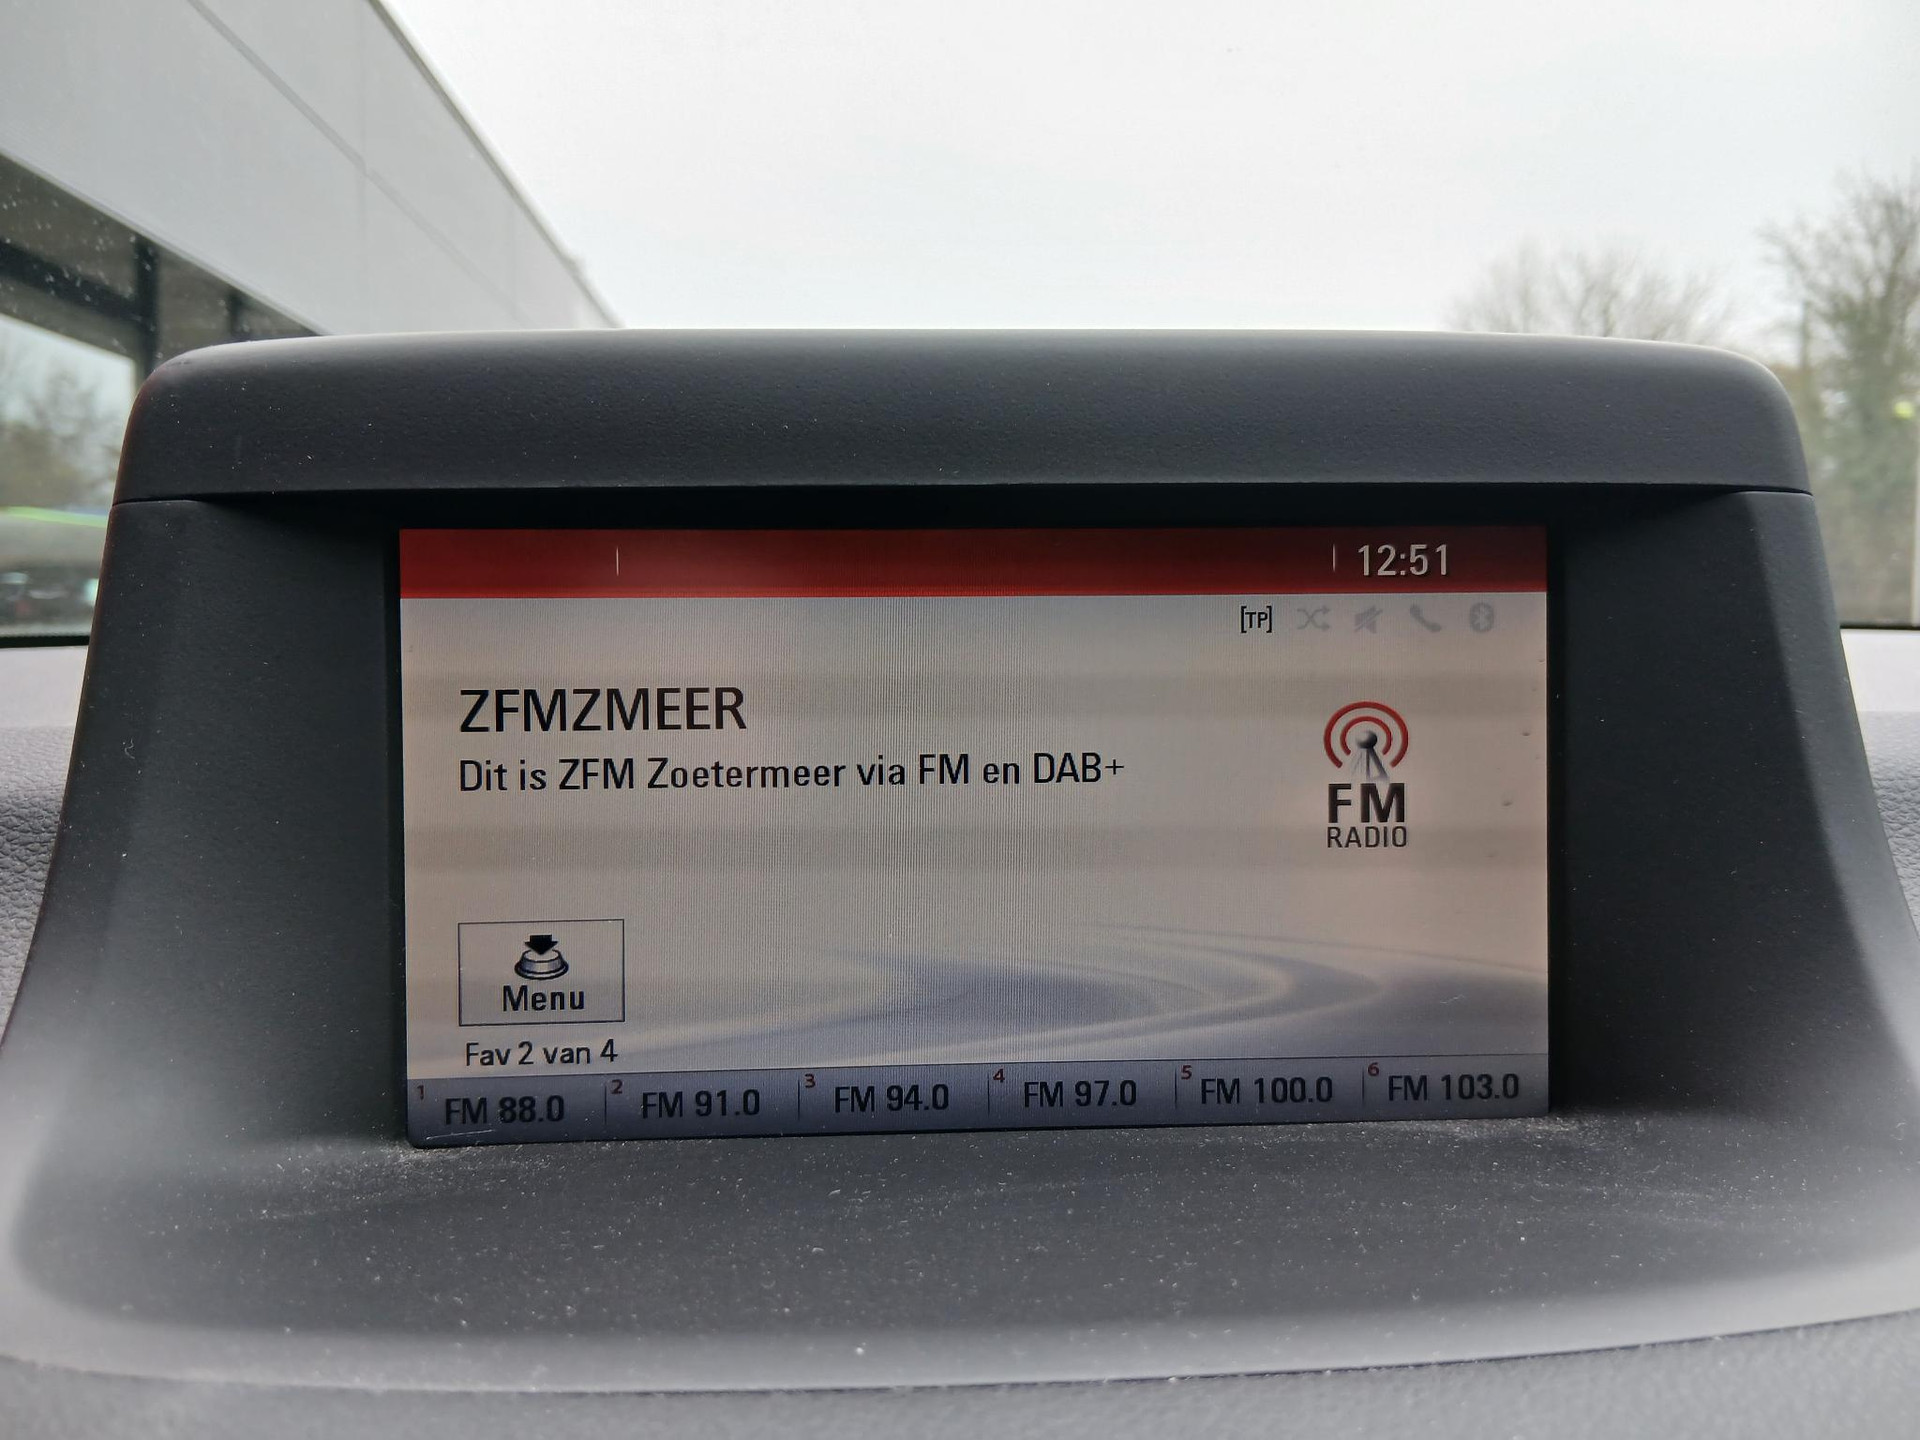 12:51
[TP]
ZFMZMEER
Dit is ZFM Zoetermeer via FM en DAB+
FM
RADIO
Menu
Fav 2 van 4
1 FM 88.0 2 FM 91.0 3 FM 94.0 4 FM 97.0 5 FM 100.0 6 FM 103.0